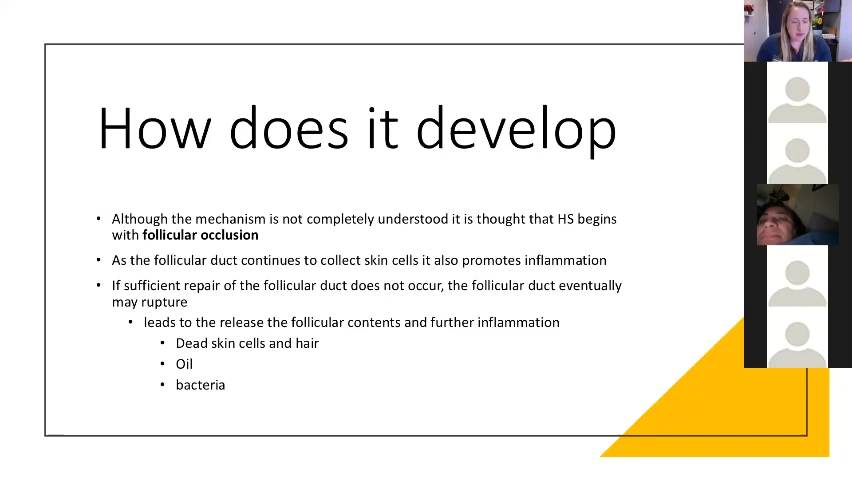 How does it develop
• Although the mechanism is not completely understood it is thought that HS begins
with follicular occlusion
• As the follicular duct continues to collect skin cells it also promotes inflammation
• If sufficient repair of the follicular duct does not occur, the follicular duct eventually
may rupture
• leads to the release the follicular contents and further inflammation
• Dead skin cells and hair
• Oil
• bacteria